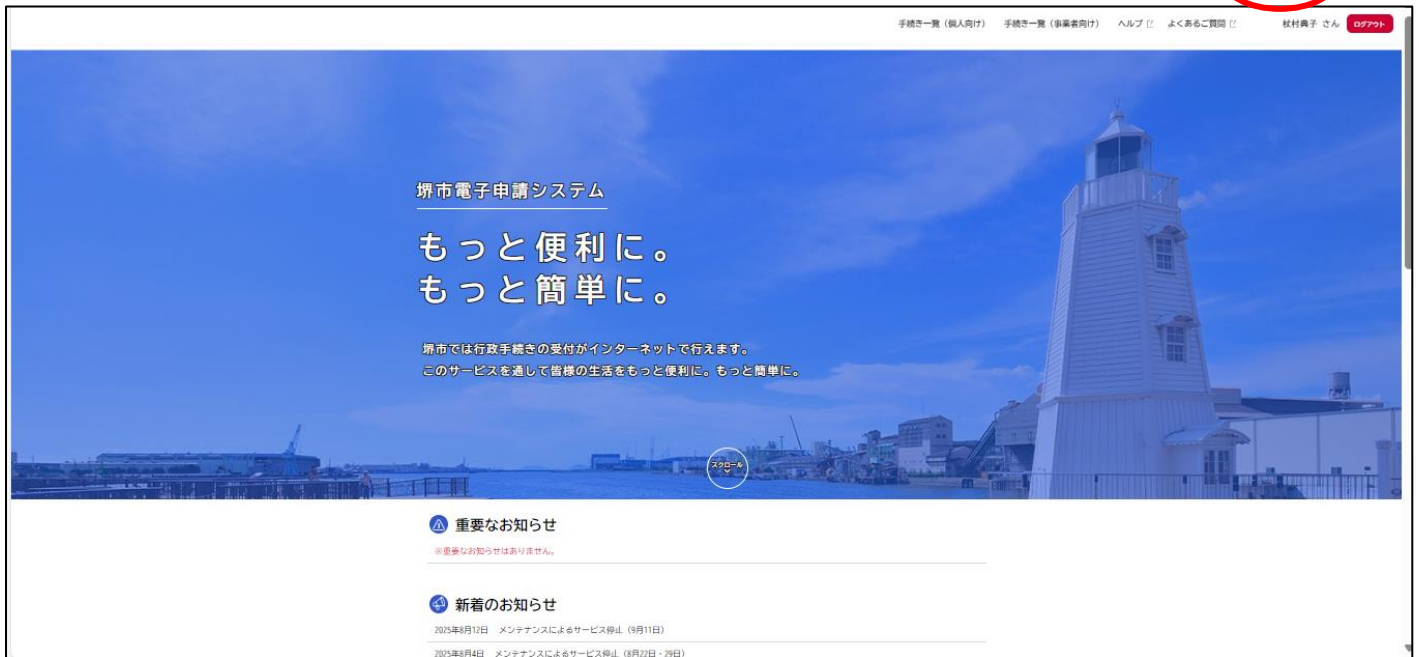 手続き一覧（個人向け） 手続き一覧（事業者向け） ヘルプ よくあるご質問 杖村典子 さん ログアウト
堺市電子申請システム
もっと便利に。
もっと簡単に。
堺市では行政手続きの受付がインターネットで行えます。
このサービスを通して皆様の生活をもっと便利に。もっと簡単に。
スクロール
重要なお知らせ
※重要なお知らせはありません。
新着のお知らせ
2025年8月12日 メンテナンスによるサービス停止（9月11日）
2025年8月4日 メンテナンスによるサービス停止（8月22日・29日）